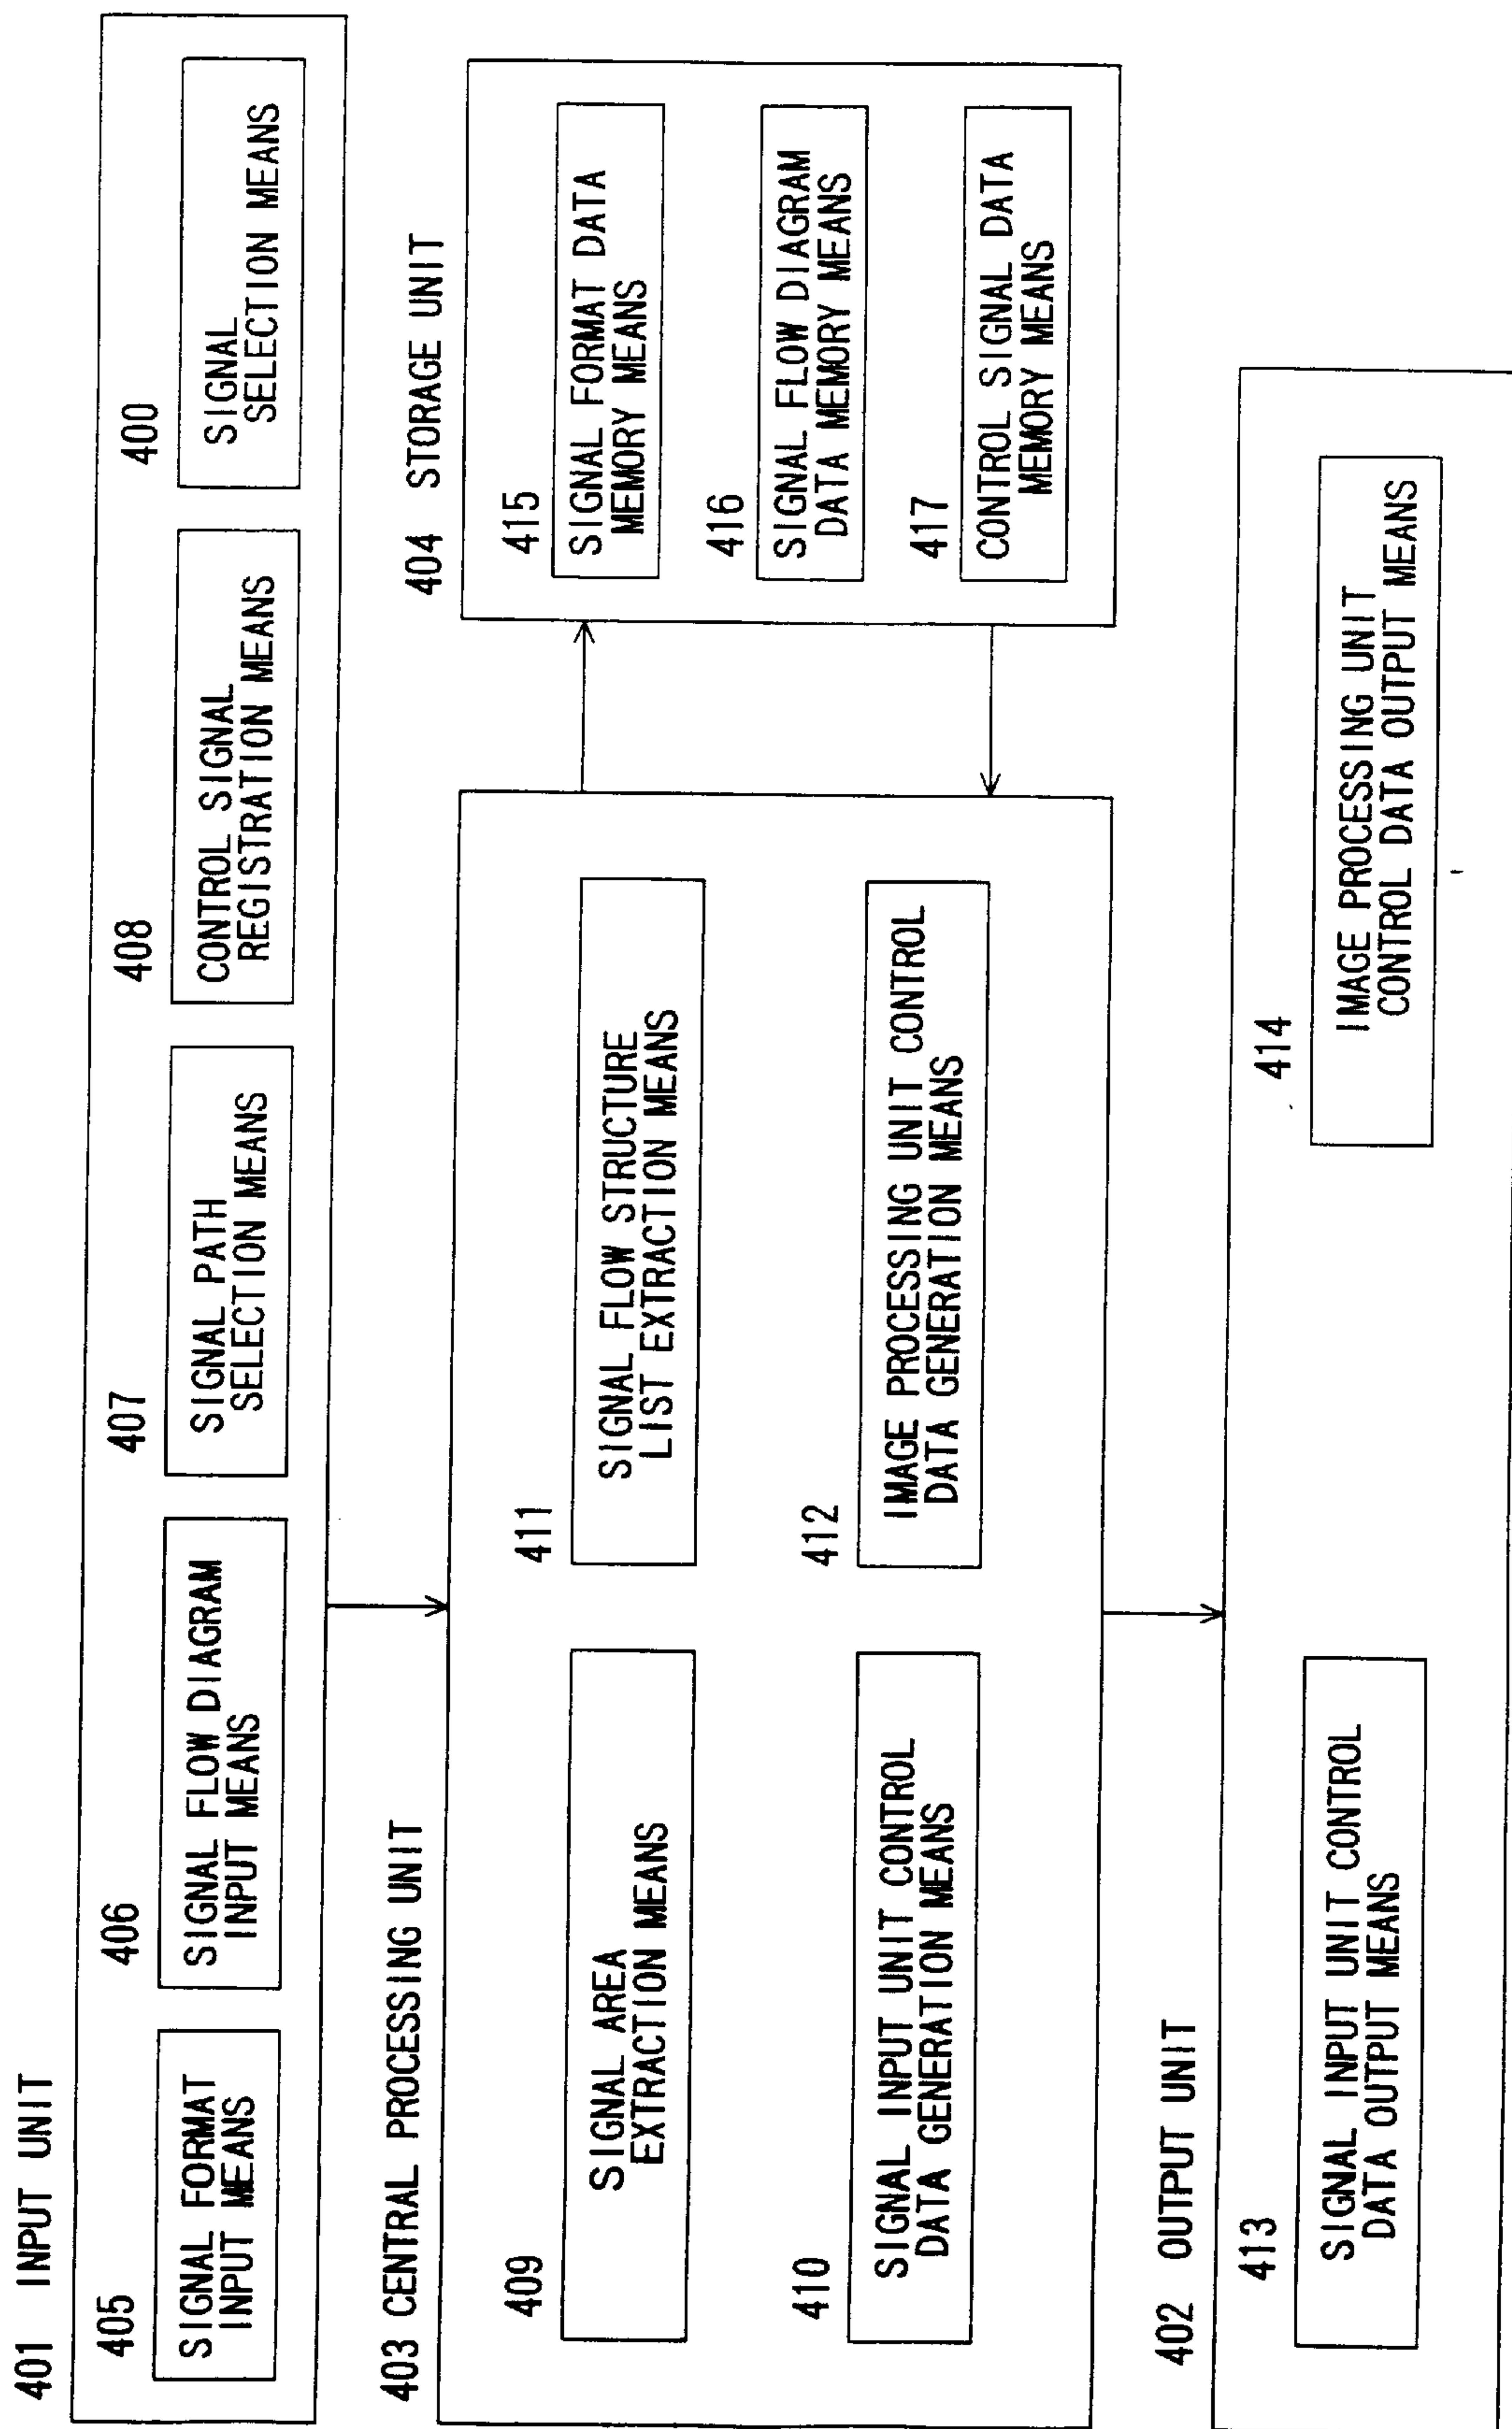 401 INPUT UNIT
405
SIGNAL FORMAT
INPUT MEANS
406
SIGNAL FLOW DIAGRAM
INPUT MEANS
407
SIGNAL PATH
SELECTION MEANS
408
CONTROL SIGNAL
REGISTRATION MEANS
400
SIGNAL
SELECTION MEANS
403 CENTRAL PROCESSING UNIT
409
SIGNAL AREA
EXTRACTION MEANS
411
SIGNAL FLOW STRUCTURE
LIST EXTRACTION MEANS
410
SIGNAL INPUT UNIT CONTROL
DATA GENERATION MEANS
412
IMAGE PROCESSING UNIT CONTROL
DATA GENERATION MEANS
404 STORAGE UNIT
415
SIGNAL FORMAT DATA
MEMORY MEANS
416
SIGNAL FLOW DIAGRAM
DATA MEMORY MEANS
417
CONTROL SIGNAL DATA
MEMORY MEANS
402 OUTPUT UNIT
413
SIGNAL INPUT UNIT CONTROL
DATA OUTPUT MEANS
414
IMAGE PROCESSING UNIT
CONTROL DATA OUTPUT MEANS